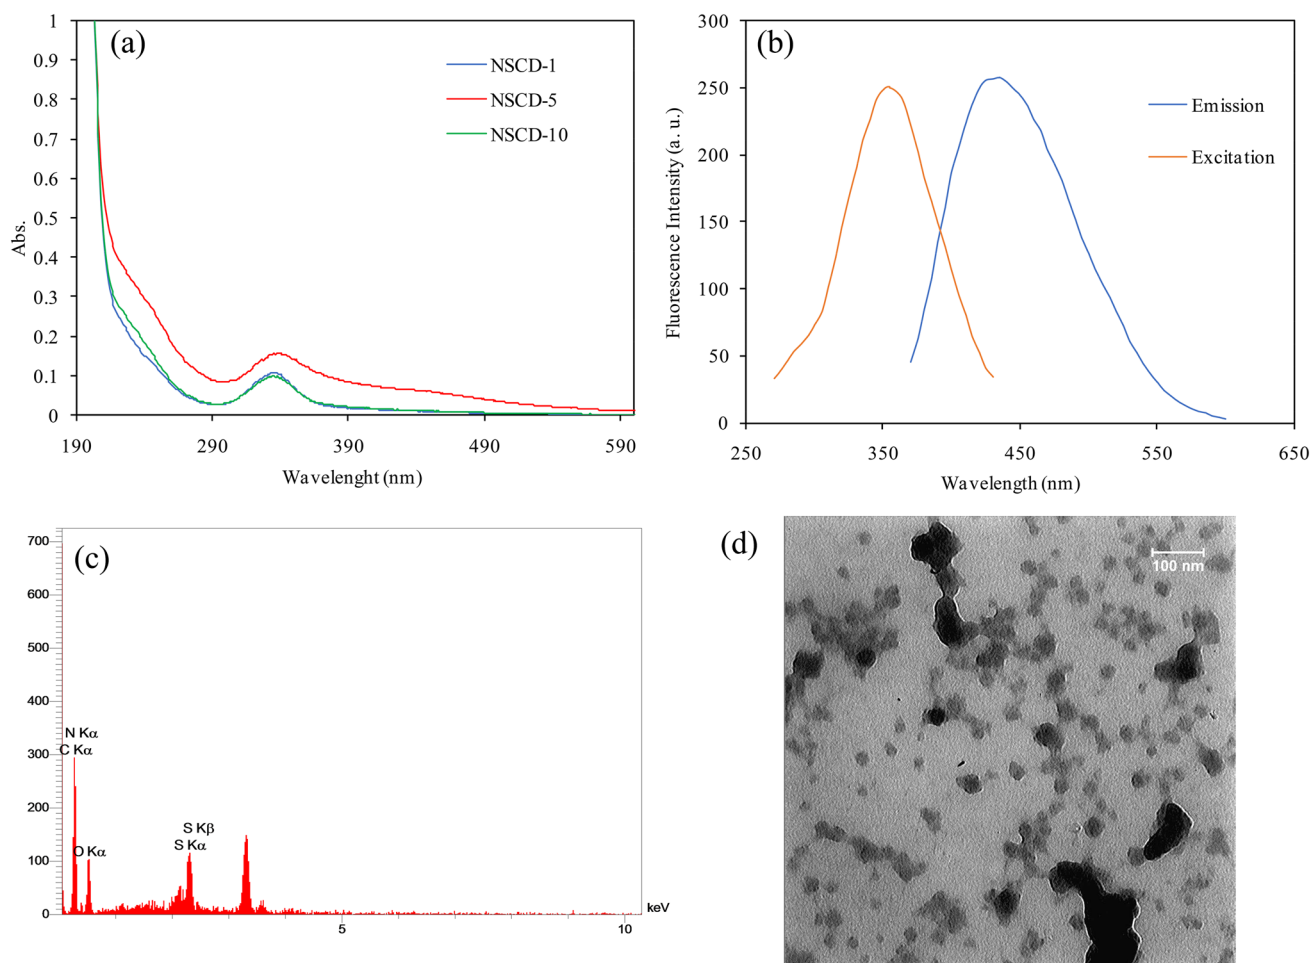 (a)
1
0.9
0.8
0.7
0.6
0.5
0.4
0.3
0.2
0.1
0
Abs.
190
290
390
490
590
Wavelenght (nm)
NSCD-1
NSCD-5
NSCD-10
(b)
300
250
200
150
100
50
0
Fluorescence Intensity (a. u.)
250
350
450
550
650
Wavelength (nm)
Emission
Excitation
(c)
700
600
500
400
300
200
100
0
N Kα
C Kα
O Kα
S Kβ
S Kα
5
10
keV
(d)
100 nm